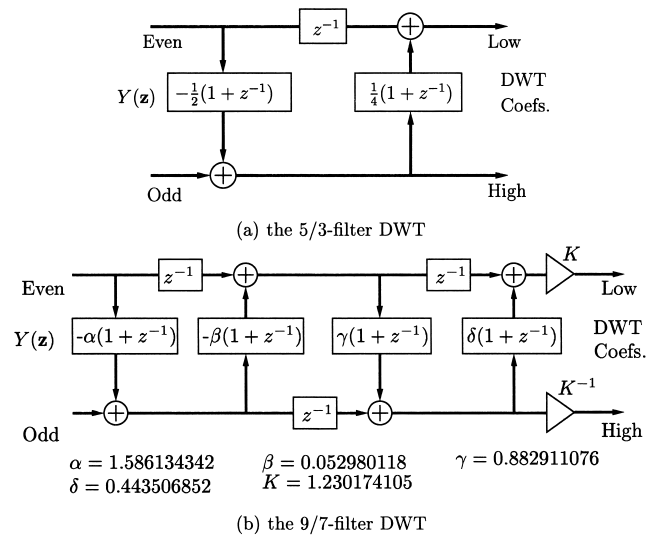 z⁻¹
Even
Low
Y(z)
-½(1 + z⁻¹)
¼(1 + z⁻¹)
DWT
Coefs.
Odd
High
(a) the 5/3-filter DWT
K
z⁻¹
z⁻¹
Even
Low
Y(z)
-α(1 + z⁻¹)
-β(1 + z⁻¹)
γ(1 + z⁻¹)
δ(1 + z⁻¹)
DWT
Coefs.
K⁻¹
z⁻¹
Odd
High
α = 1.586134342 β = 0.052980118 γ = 0.882911076
δ = 0.443506852 K = 1.230174105
(b) the 9/7-filter DWT